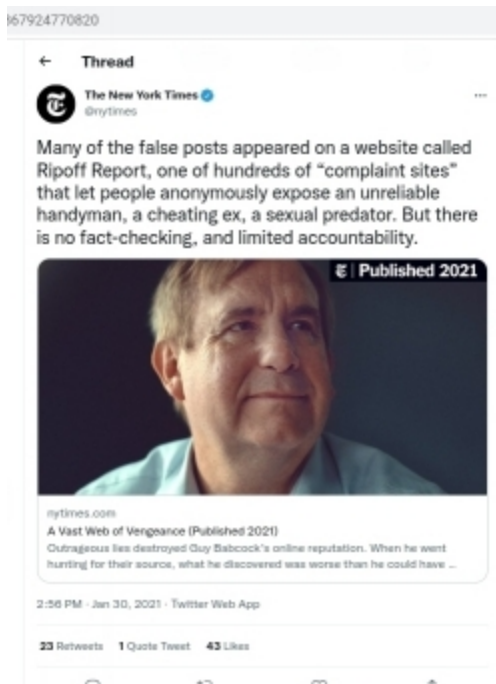 867924770820
Thread
The New York Times
@nytimes
Many of the false posts appeared on a website called
Ripoff Report, one of hundreds of “complaint sites”
that let people anonymously expose an unreliable
handyman, a cheating ex, a sexual predator. But there
is no fact-checking, and limited accountability.
Published 2021
nytimes.com
A Vast Web of Vengeance (Published 2021)
Outrageous lies destroyed Guy Babcock's online reputation. When he went
hunting for their source, what he discovered was worse than he could have ...
2:56 PM · Jan 30, 2021 · Twitter Web App
23 Retweets 1 Quote Tweet 43 Likes